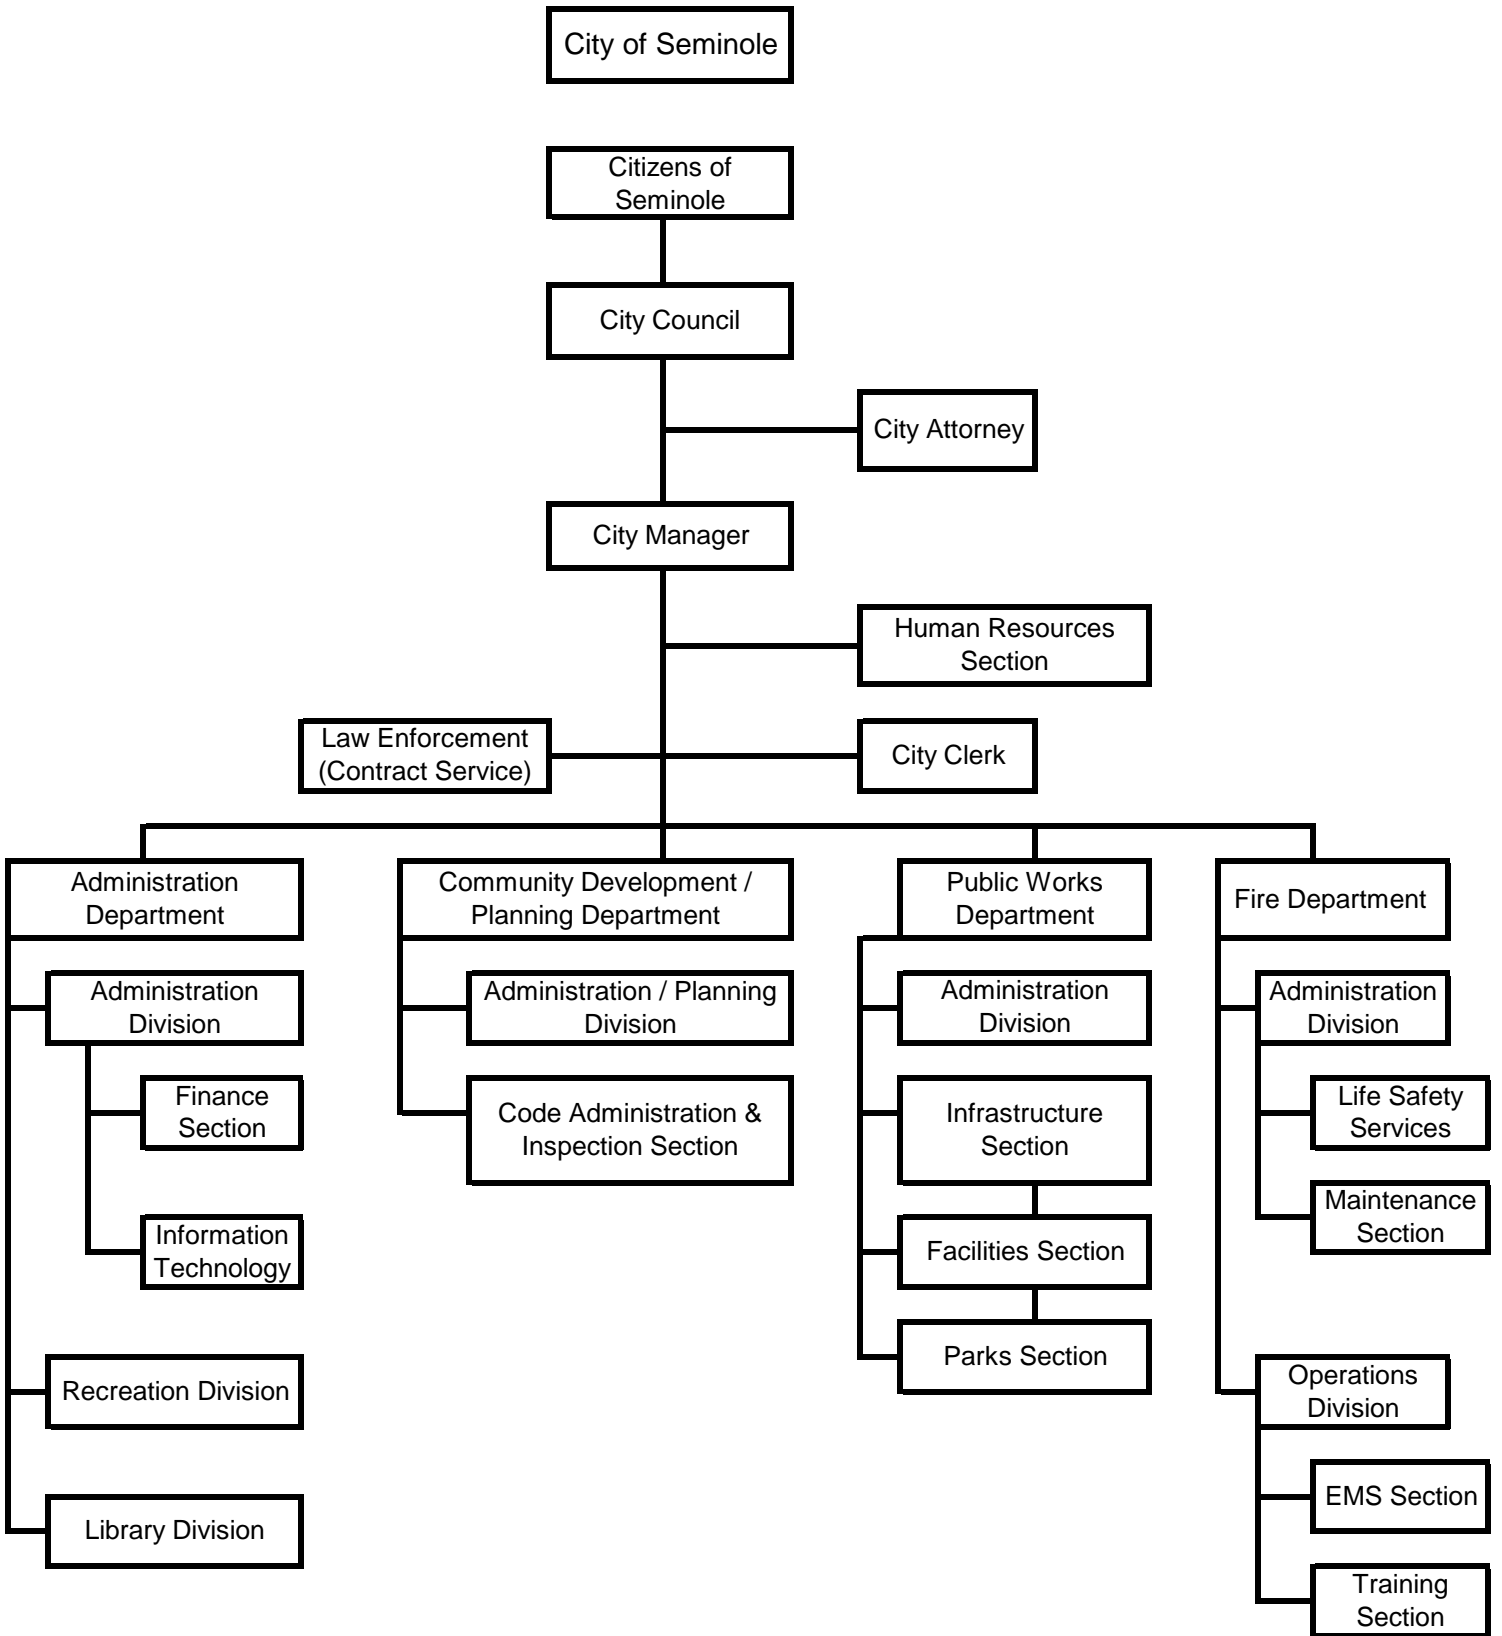 City of Seminole
Citizens of
Seminole
City Council
City Attorney
City Manager
Human Resources
Section
Law Enforcement
(Contract Service)
City Clerk
Administration
Department
Community Development /
Planning Department
Public Works
Department
Fire Department
Administration
Division
Administration / Planning
Division
Administration
Division
Administration
Division
Finance
Section
Code Administration &
Inspection Section
Infrastructure
Section
Life Safety
Services
Information
Technology
Facilities Section
Maintenance
Section
Recreation Division
Parks Section
Operations
Division
Library Division
EMS Section
Training
Section